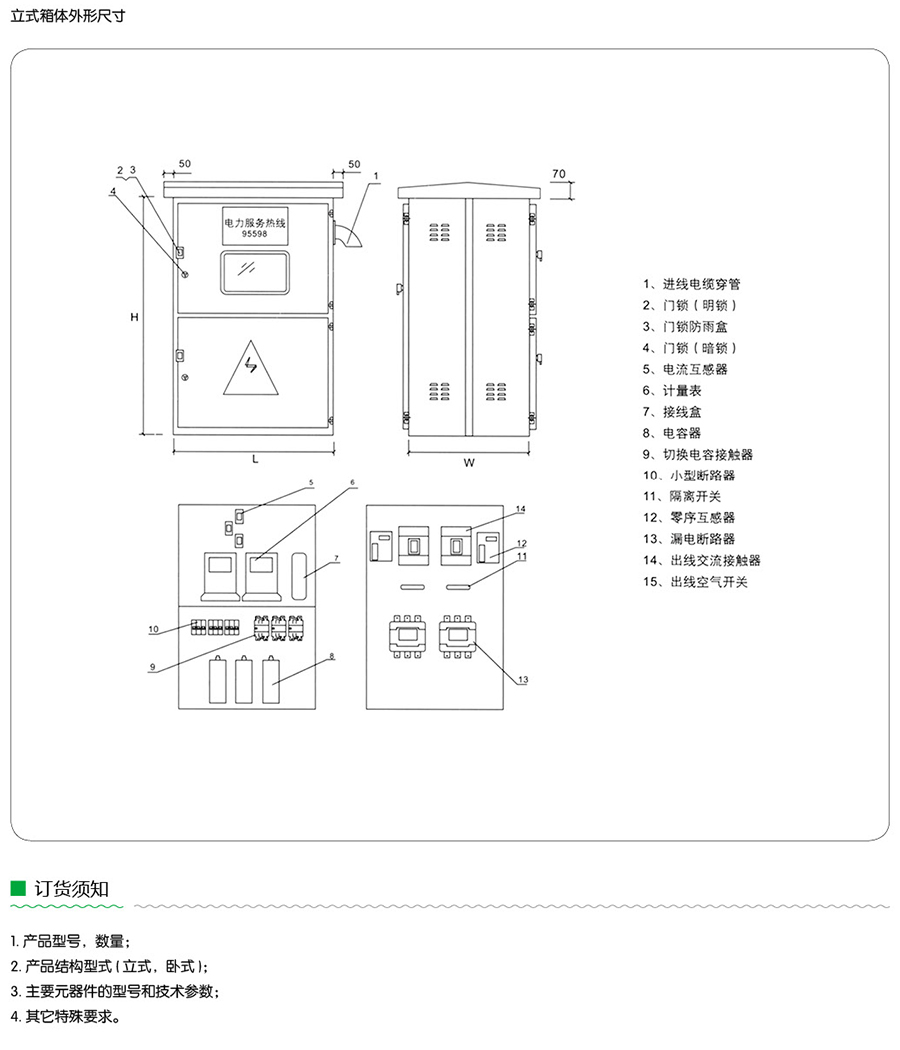 立式箱体外形尺寸
50
50
2 3
1
70
4
电力服务热线
95598
H
L
W
1、进线电缆穿管
2、门锁（明锁）
3、门锁防雨盒
4、门锁（暗锁）
5、电流互感器
6、计量表
7、接线盒
8、电容器
9、切换电容接触器
10、小型断路器
11、隔离开关
12、零序互感器
13、漏电断路器
14、出线交流接触器
15、出线空气开关
5
6
14
12
7
11
10
9
8
13
订货须知
1. 产品型号，数量；
2. 产品结构型式（立式，卧式）；
3. 主要元器件的型号和技术参数；
4. 其它特殊要求。